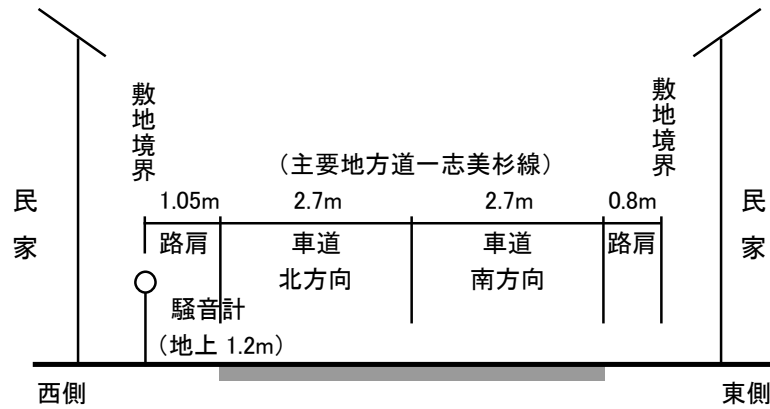 敷地境界
敷地境界
（主要地方道一志美杉線）
民家
1.05m 2.7m 2.7m 0.8m
民家
路肩 車道 車道 路肩
北方向 南方向
騒音計
（地上 1.2m）
西側 東側